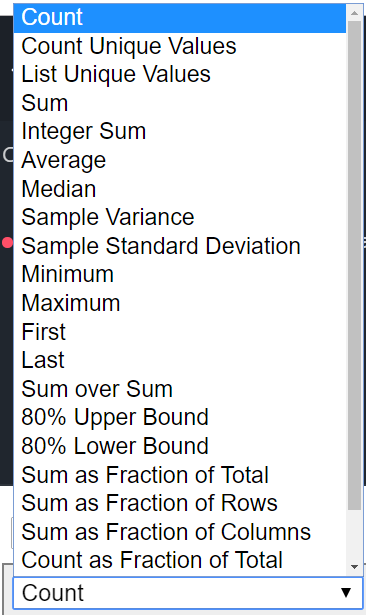 Count
Count Unique Values
List Unique Values
Sum
Integer Sum
Average
Median
Sample Variance
Sample Standard Deviation
Minimum
Maximum
First
Last
Sum over Sum
80% Upper Bound
80% Lower Bound
Sum as Fraction of Total
Sum as Fraction of Rows
Sum as Fraction of Columns
Count as Fraction of Total
Count